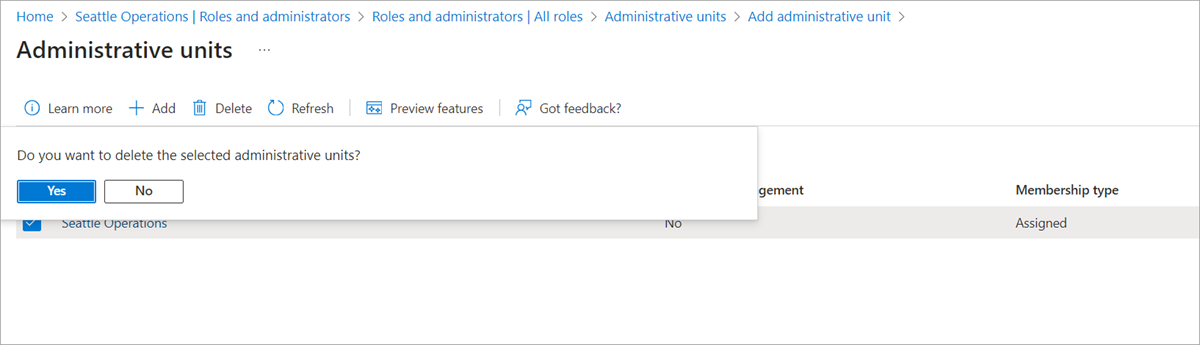 Home > Seattle Operations | Roles and administrators > Roles and administrators | All roles > Administrative units > Add administrative unit >
Administrative units ...
Learn more Add Delete Refresh Preview features Got feedback?
Do you want to delete the selected administrative units?
Yes No
Membership type
Seattle Operations No Assigned